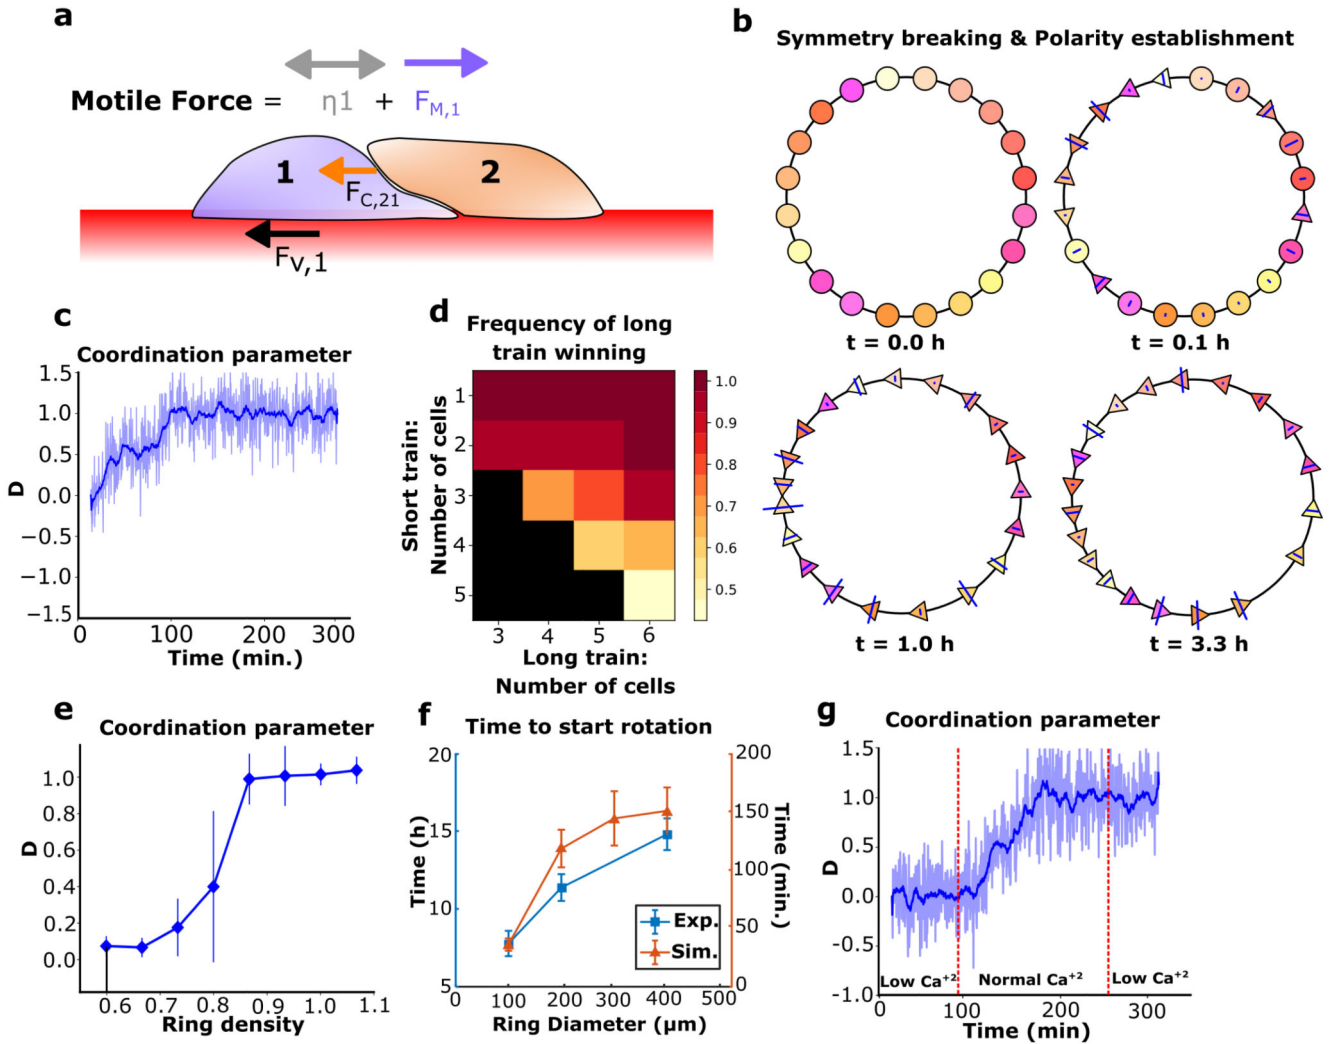 a
Motile Force = η1 + F_M,1
1
2
F_C,21
F_V,1
b
Symmetry breaking & Polarity establishment
t = 0.0 h
t = 0.1 h
t = 1.0 h
t = 3.3 h
c
Coordination parameter
1.5
1.0
0.5
0.0
−0.5
−1.0
−1.5
D
0
100
200
300
Time (min.)
d
Frequency of long
train winning
1
2
3
4
5
Short train:
Number of cells
3
4
5
6
Long train:
Number of cells
1.0
0.9
0.8
0.7
0.6
0.5
e
Coordination parameter
1.0
0.8
0.6
0.4
0.2
0.0
D
0.6
0.7
0.8
0.9
1.0
1.1
Ring density
f
Time to start rotation
20
15
10
5
Time (h)
200
150
100
50
0
Time (min.)
Exp.
Sim.
0
100
200
300
400
500
Ring Diameter (μm)
g
Coordination parameter
1.5
1.0
0.5
0.0
-0.5
-1.0
D
Low Ca+2
Normal Ca+2
Low Ca+2
0
100
200
300
Time (min)